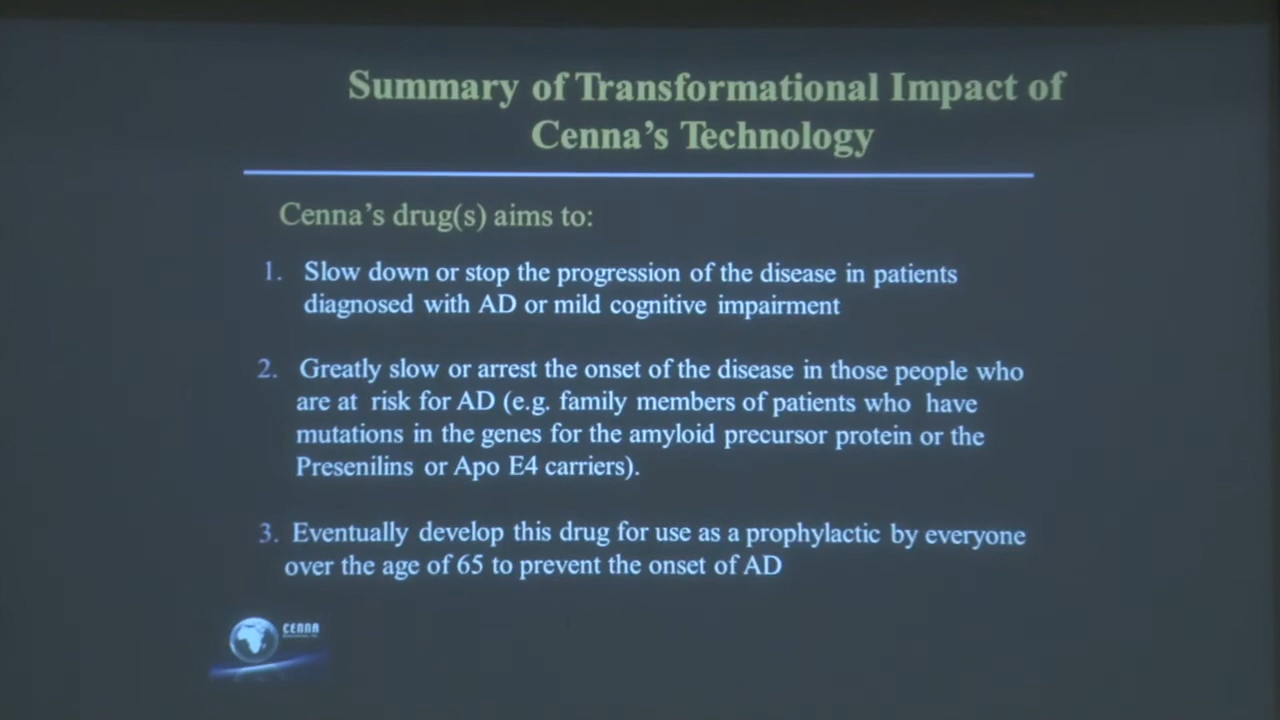 Summary of Transformational Impact of
Cenna's Technology
Cenna's drug(s) aims to:
1. Slow down or stop the progression of the disease in patients
diagnosed with AD or mild cognitive impairment
2. Greatly slow or arrest the onset of the disease in those people who
are at risk for AD (e.g. family members of patients who have
mutations in the genes for the amyloid precursor protein or the
Presenilins or Apo E4 carriers).
3. Eventually develop this drug for use as a prophylactic by everyone
over the age of 65 to prevent the onset of AD
CENNA